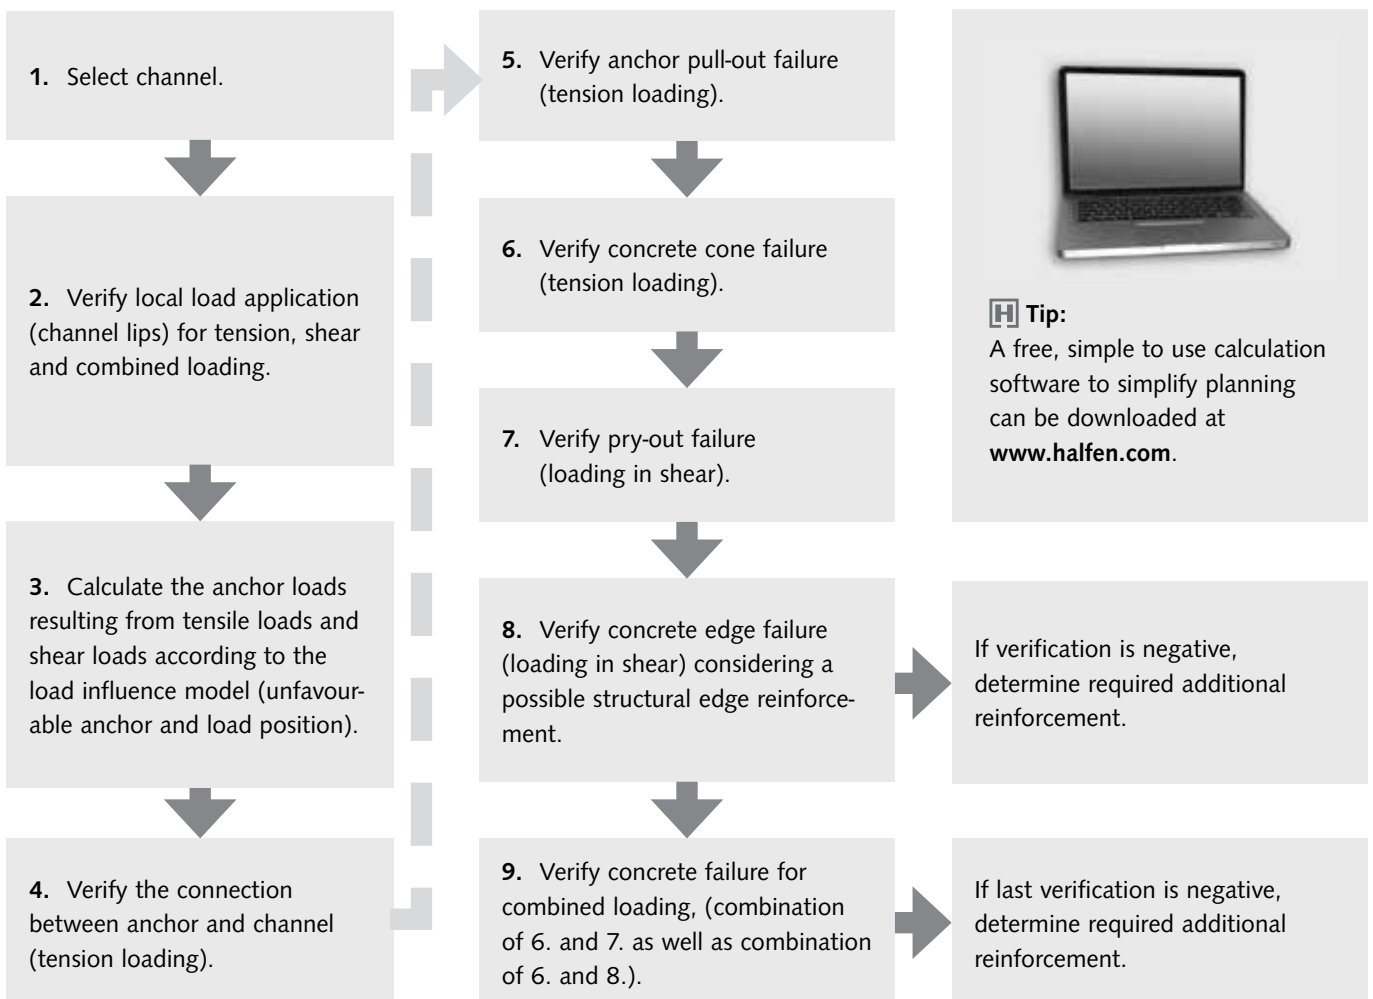 1. Select channel.
2. Verify local load application
(channel lips) for tension, shear
and combined loading.
3. Calculate the anchor loads
resulting from tensile loads and
shear loads according to the
load influence model (unfavour-
able anchor and load position).
4. Verify the connection
between anchor and channel
(tension loading).
5. Verify anchor pull-out failure
(tension loading).
6. Verify concrete cone failure
(tension loading).
7. Verify pry-out failure
(loading in shear).
8. Verify concrete edge failure
(loading in shear) considering a
possible structural edge reinforce-
ment.
If verification is negative,
determine required additional
reinforcement.
9. Verify concrete failure for
combined loading, (combination
of 6. and 7. as well as combination
of 6. and 8.).
If last verification is negative,
determine required additional
reinforcement.
H Tip:
A free, simple to use calculation
software to simplify planning
can be downloaded at
www.halfen.com.